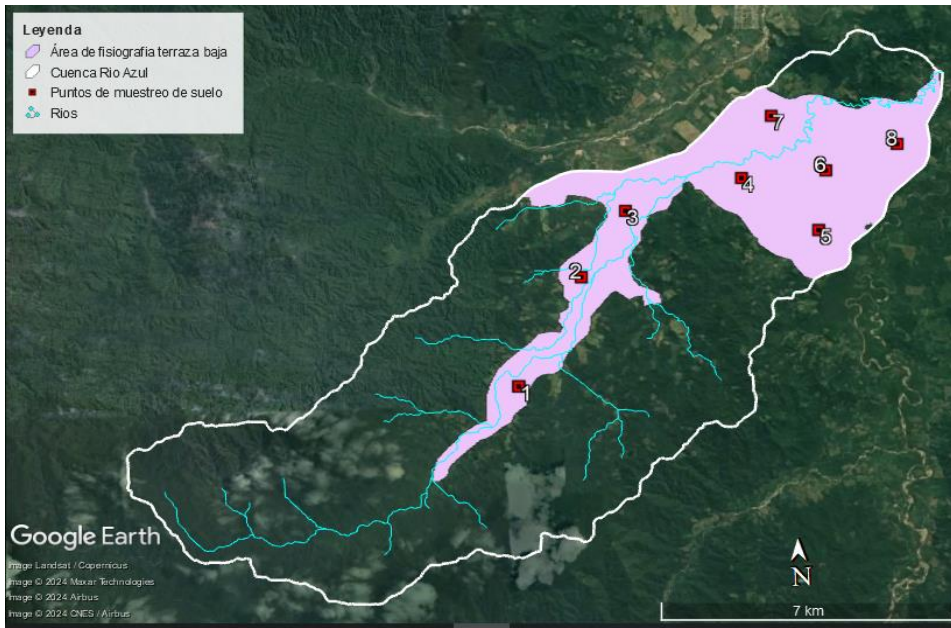 Leyenda
Área de fisiografia terraza baja
Cuenca Rio Azul
Puntos de muestreo de suelo
Rios
7
8
6
4
3
5
2
1
Google Earth
Image Landsat / Copernicus
Image © 2024 Maxar Technologies
Image © 2024 Airbus
Image © 2024 CNES / Airbus
N
7 km